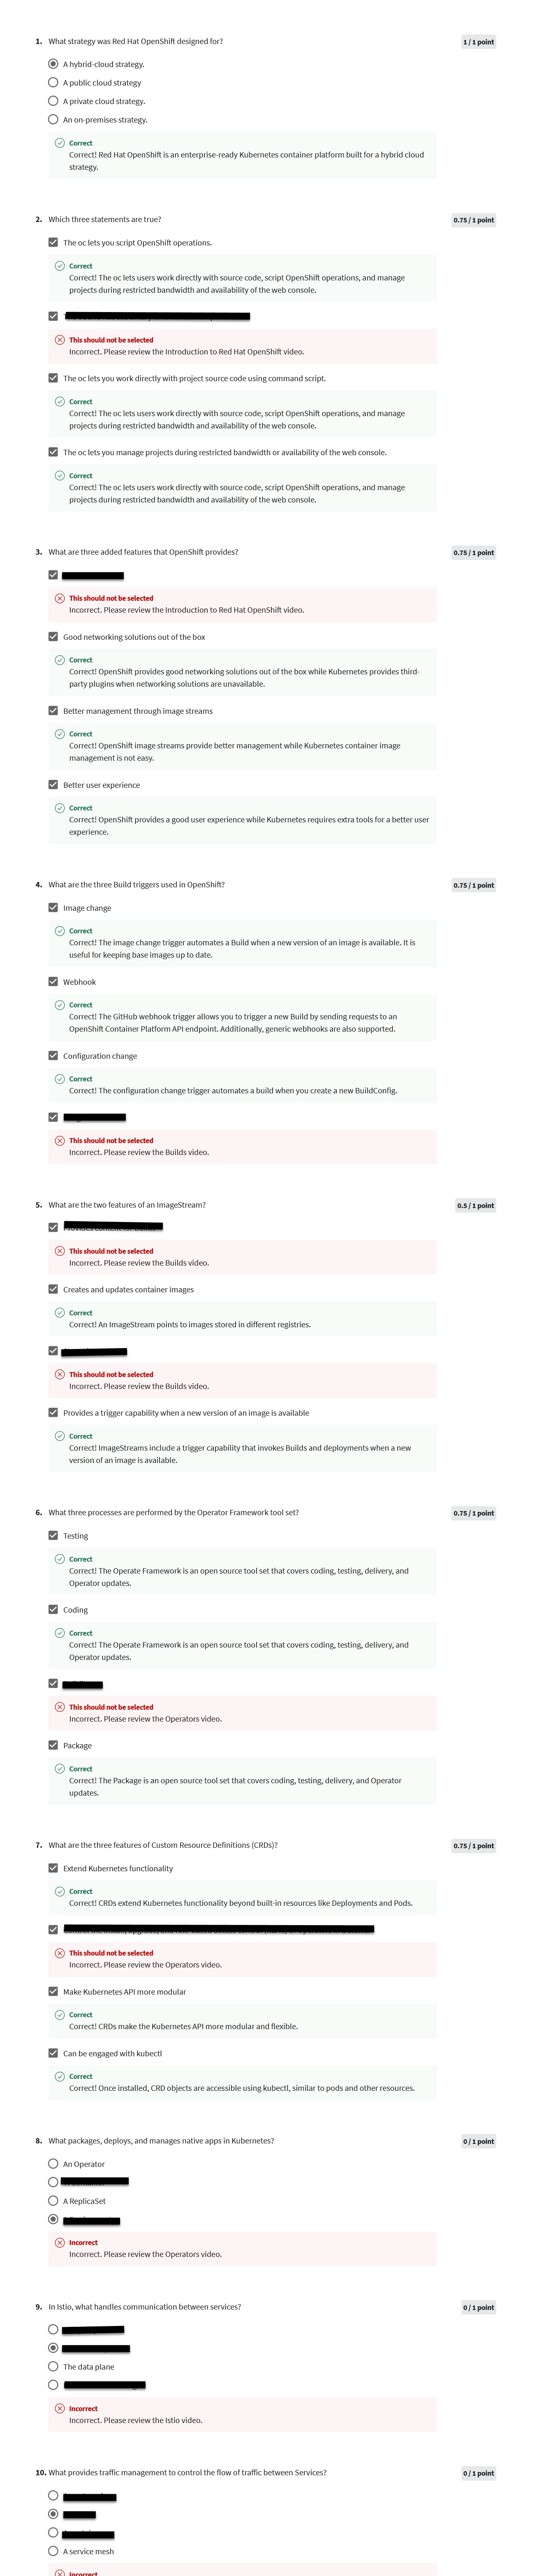 1. What strategy was Red Hat OpenShift designed for?
1 / 1 point
A hybrid-cloud strategy.
A public cloud strategy
A private cloud strategy.
An on-premises strategy.
Correct
Correct! Red Hat OpenShift is an enterprise-ready Kubernetes container platform built for a hybrid cloud
strategy.
2. Which three statements are true?
0.75 / 1 point
The oc lets you script OpenShift operations.
Correct
Correct! The oc lets users work directly with source code, script OpenShift operations, and manage
projects during restricted bandwidth and availability of the web console.
This should not be selected
Incorrect. Please review the Introduction to Red Hat OpenShift video.
The oc lets you work directly with project source code using command script.
Correct
Correct! The oc lets users work directly with source code, script OpenShift operations, and manage
projects during restricted bandwidth and availability of the web console.
The oc lets you manage projects during restricted bandwidth or availability of the web console.
Correct
Correct! The oc lets users work directly with source code, script OpenShift operations, and manage
projects during restricted bandwidth and availability of the web console.
3. What are three added features that OpenShift provides?
0.75 / 1 point
This should not be selected
Incorrect. Please review the Introduction to Red Hat OpenShift video.
Good networking solutions out of the box
Correct
Correct! OpenShift provides good networking solutions out of the box while Kubernetes provides third-
party plugins when networking solutions are unavailable.
Better management through image streams
Correct
Correct! OpenShift image streams provide better management while Kubernetes container image
management is not easy.
Better user experience
Correct
Correct! OpenShift provides a good user experience while Kubernetes requires extra tools for a better user
experience.
4. What are the three Build triggers used in OpenShift?
0.75 / 1 point
Image change
Correct
Correct! The image change trigger automates a Build when a new version of an image is available. It is
useful for keeping base images up to date.
Webhook
Correct
Correct! The GitHub webhook trigger allows you to trigger a new Build by sending requests to an
OpenShift Container Platform API endpoint. Additionally, generic webhooks are also supported.
Configuration change
Correct
Correct! The configuration change trigger automates a build when you create a new BuildConfig.
This should not be selected
Incorrect. Please review the Builds video.
5. What are the two features of an ImageStream?
0.5 / 1 point
This should not be selected
Incorrect. Please review the Builds video.
Creates and updates container images
Correct
Correct! An ImageStream points to images stored in different registries.
This should not be selected
Incorrect. Please review the Builds video.
Provides a trigger capability when a new version of an image is available
Correct
Correct! ImageStreams include a trigger capability that invokes Builds and deployments when a new
version of an image is available.
6. What three processes are performed by the Operator Framework tool set?
0.75 / 1 point
Testing
Correct
Correct! The Operate Framework is an open source tool set that covers coding, testing, delivery, and
Operator updates.
Coding
Correct
Correct! The Operate Framework is an open source tool set that covers coding, testing, delivery, and
Operator updates.
This should not be selected
Incorrect. Please review the Operators video.
Package
Correct
Correct! The Package is an open source tool set that covers coding, testing, delivery, and Operator
updates.
7. What are the three features of Custom Resource Definitions (CRDs)?
0.75 / 1 point
Extend Kubernetes functionality
Correct
Correct! CRDs extend Kubernetes functionality beyond built-in resources like Deployments and Pods.
This should not be selected
Incorrect. Please review the Operators video.
Make Kubernetes API more modular
Correct
Correct! CRDs make the Kubernetes API more modular and flexible.
Can be engaged with kubectl
Correct
Correct! Once installed, CRD objects are accessible using kubectl, similar to pods and other resources.
8. What packages, deploys, and manages native apps in Kubernetes?
0 / 1 point
An Operator
A ReplicaSet
Incorrect
Incorrect. Please review the Operators video.
9. In Istio, what handles communication between services?
0 / 1 point
The data plane
Incorrect
Incorrect. Please review the Istio video.
10. What provides traffic management to control the flow of traffic between Services?
0 / 1 point
A service mesh
Incorrect